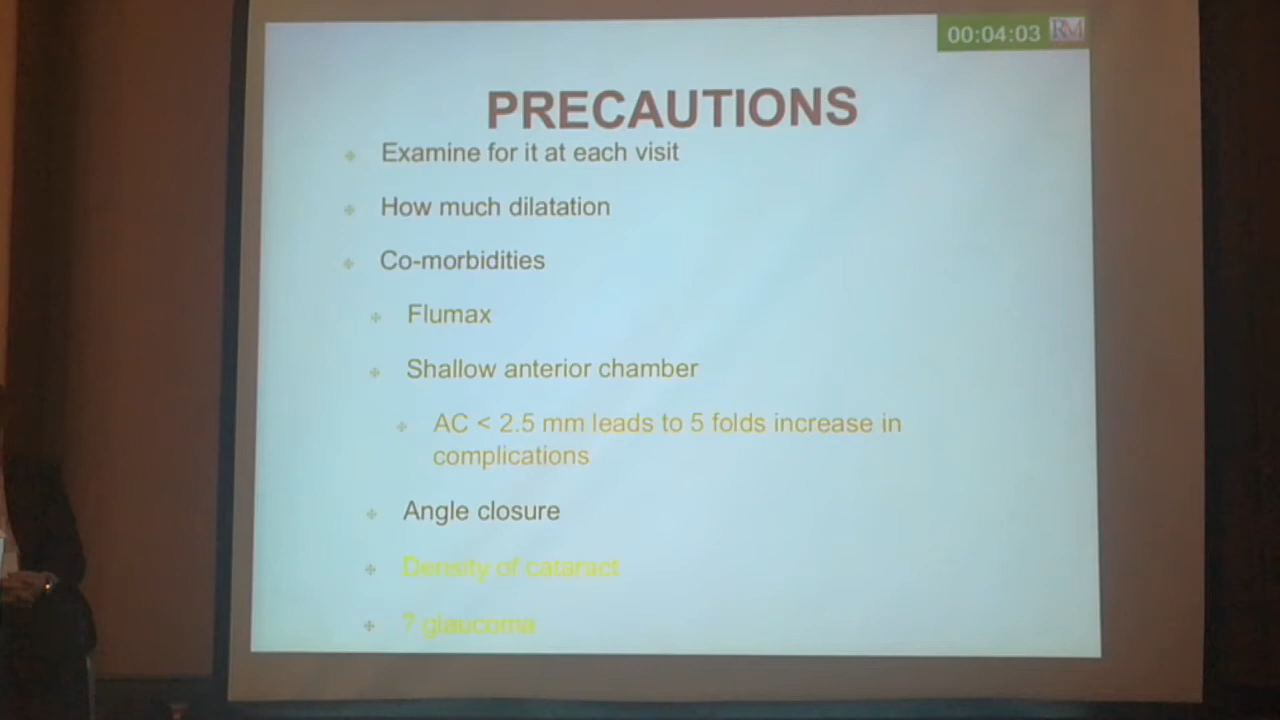 00:04:03 RM
PRECAUTIONS
Examine for it at each visit
How much dilatation
Co-morbidities
Flumax
Shallow anterior chamber
AC < 2.5 mm leads to 5 folds increase in
complications
Angle closure
Density of cataract
? glaucoma